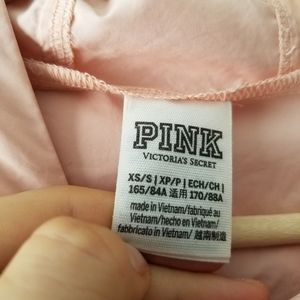 PINK
VICTORIA'S SECRET
XS/S | XP/P | ECH/CH |
165/84A 适用 170/88A
made in Vietnam/fabriqué au
Vietnam/hecho en Vietnam/
fabbricato in Vietnam/ 越南制造